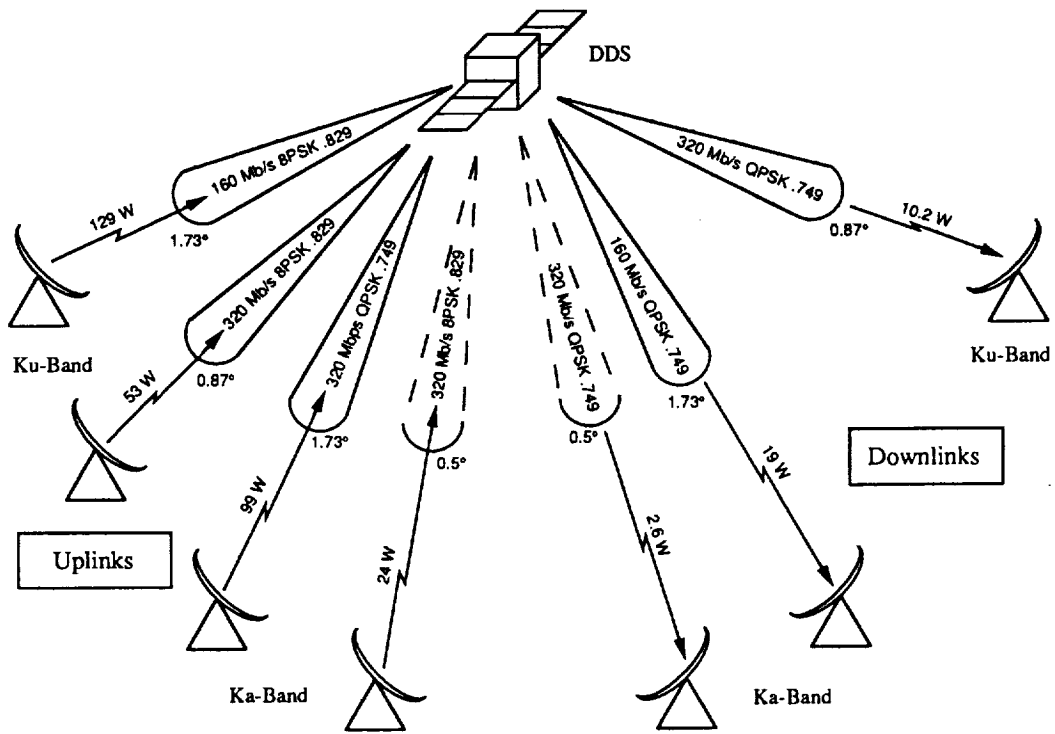 DDS
160 Mb/s 8PSK .829
129 W
1.73°
Ku-Band
320 Mb/s 8PSK .829
53 W
0.87°
320 Mbps QPSK .749
99 W
1.73°
320 Mb/s 8PSK .829
24 W
0.5°
Uplinks
Ka-Band
320 Mb/s QPSK .749
0.5°
2.6 W
Ka-Band
160 Mb/s QPSK .749
1.73°
19 W
320 Mb/s QPSK .749
0.87°
10.2 W
Ku-Band
Downlinks